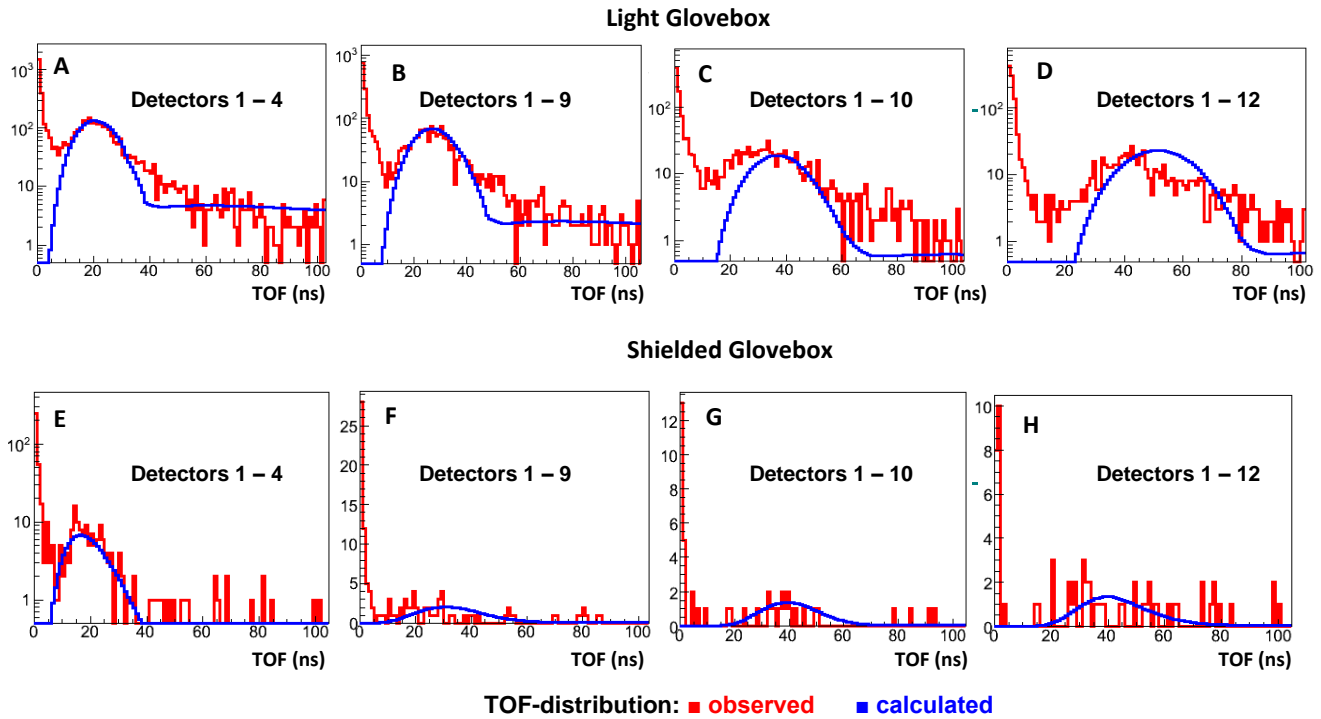 Light Glovebox
A
Detectors 1 – 4
10³
10²
10
1
0 20 40 60 80 100
TOF (ns)
B
Detectors 1 – 9
10³
10²
10
1
0 20 40 60 80 100
TOF (ns)
C
Detectors 1 – 10
10²
10
1
0 20 40 60 80 100
TOF (ns)
D
Detectors 1 – 12
10²
10
1
0 20 40 60 80 100
TOF (ns)
Shielded Glovebox
E
Detectors 1 – 4
10²
10
1
0 20 40 60 80 100
TOF (ns)
F
Detectors 1 – 9
25
20
15
10
5
0
0 20 40 60 80 100
TOF (ns)
G
Detectors 1 – 10
12
10
8
6
4
2
0
0 20 40 60 80 100
TOF (ns)
H
Detectors 1 – 12
10
8
6
4
2
0
0 20 40 60 80 100
TOF (ns)
TOF-distribution: observed calculated